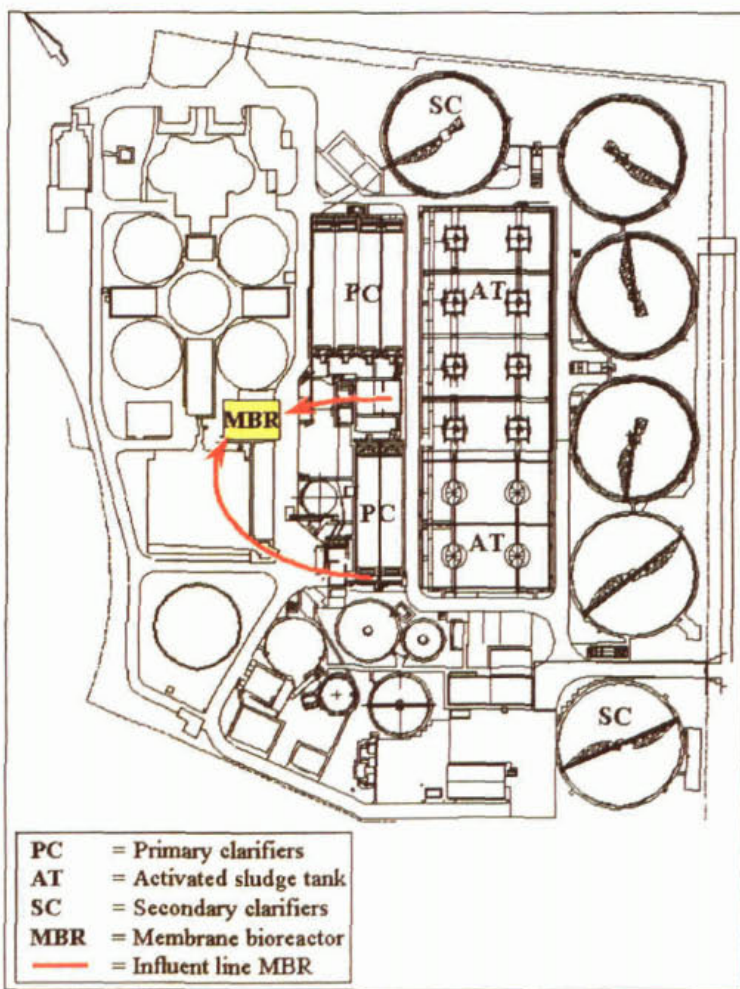 SC
PC
AT
MBR
PC
AT
SC
PC = Primary clarifiers
AT = Activated sludge tank
SC = Secondary clarifiers
MBR = Membrane bioreactor
= Influent line MBR